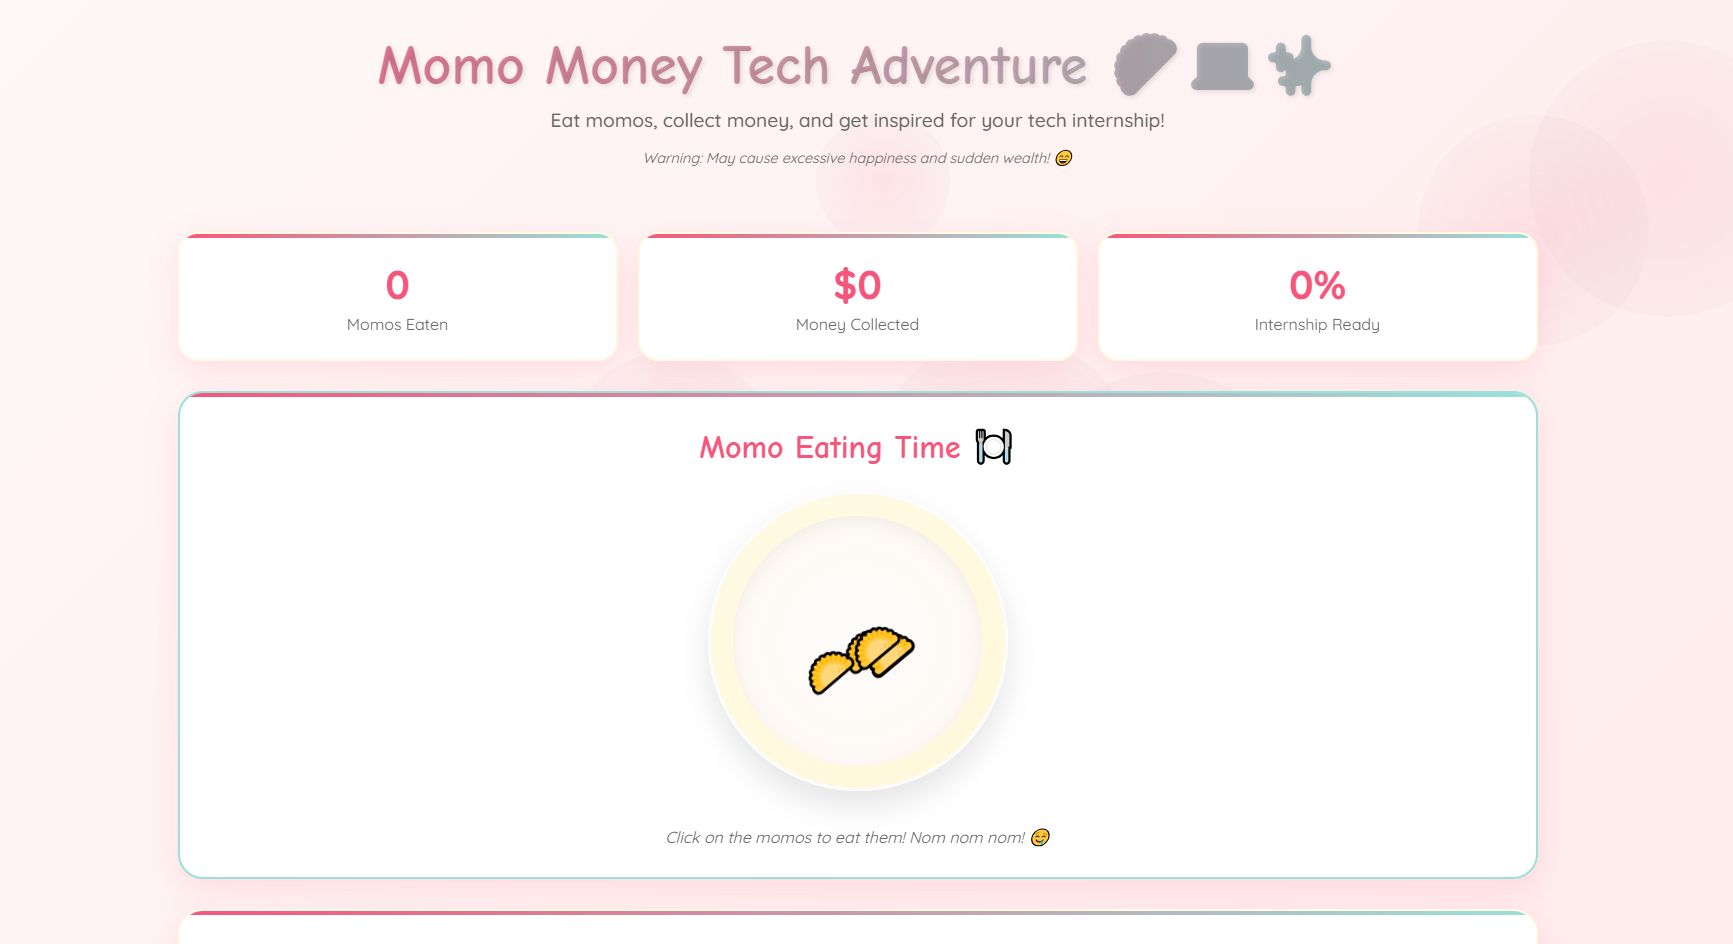 Momo Money Tech Adventure 🥟💻✨
Eat momos, collect money, and get inspired for your tech internship!
Warning: May cause excessive happiness and sudden wealth! 😄
0
Momos Eaten
$0
Money Collected
0%
Internship Ready
Momo Eating Time 🍽️
Click on the momos to eat them! Nom nom nom! 😋